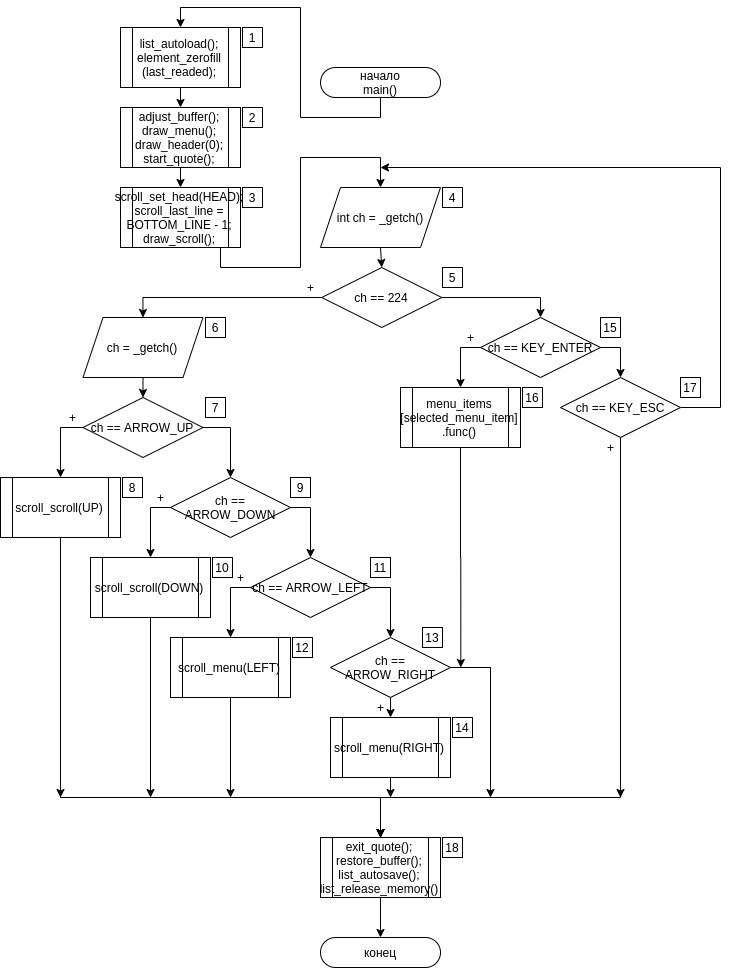 1
list_autoload();
element_zerofill
(last_readed);
начало
main()
2
adjust_buffer();
draw_menu();
draw_header(0);
start_quote();
3
scroll_set_head(HEAD);
scroll_last_line =
BOTTOM_LINE - 1;
draw_scroll();
4
int ch = _getch()
5
ch == 224
+
6
ch = _getch()
15
ch == KEY_ENTER
+
17
ch == KEY_ESC
+
16
menu_items
[selected_menu_item]
.func()
7
ch == ARROW_UP
+
8
scroll_scroll(UP)
9
ch ==
ARROW_DOWN
+
10
scroll_scroll(DOWN)
11
ch == ARROW_LEFT
+
12
scroll_menu(LEFT)
13
ch ==
ARROW_RIGHT
+
14
scroll_menu(RIGHT)
18
exit_quote();
restore_buffer();
list_autosave();
list_release_memory()
конец